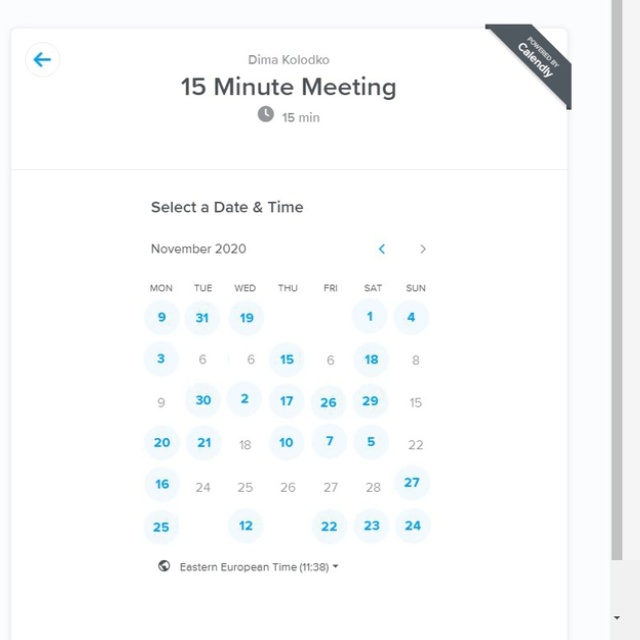 Dima Kolodko
POWERED BY
Calendly
15 Minute Meeting
15 min
Select a Date & Time
November 2020
MON TUE WED THU FRI SAT SUN
9 31 19 1 4
3 6 6 15 6 18 8
9 30 2 17 26 29 15
20 21 18 10 7 5 22
16 24 25 26 27 28 27
25 12 22 23 24
Eastern European Time (11:38)